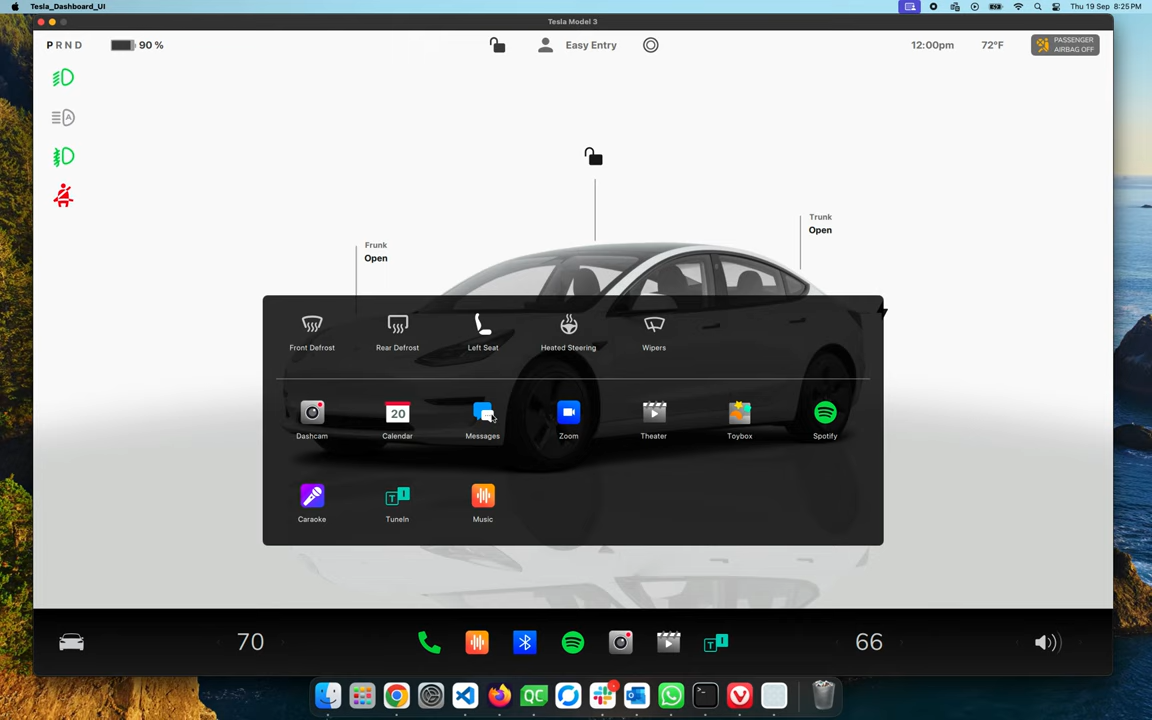 Tesla_Dashboard_UI
Thu 19 Sep 8:25 PM
Tesla Model 3
P R N D
90 %
Easy Entry
12:00pm
72°F
PASSENGER
AIRBAG OFF
A
Trunk
Open
Frunk
Open
Front Defrost
Rear Defrost
Left Seat
Heated Steering
Wipers
20
Dashcam
Calendar
Messages
Zoom
Theater
Toybox
Spotify
T I
Caraoke
TuneIn
Music
70
T I
66
QC